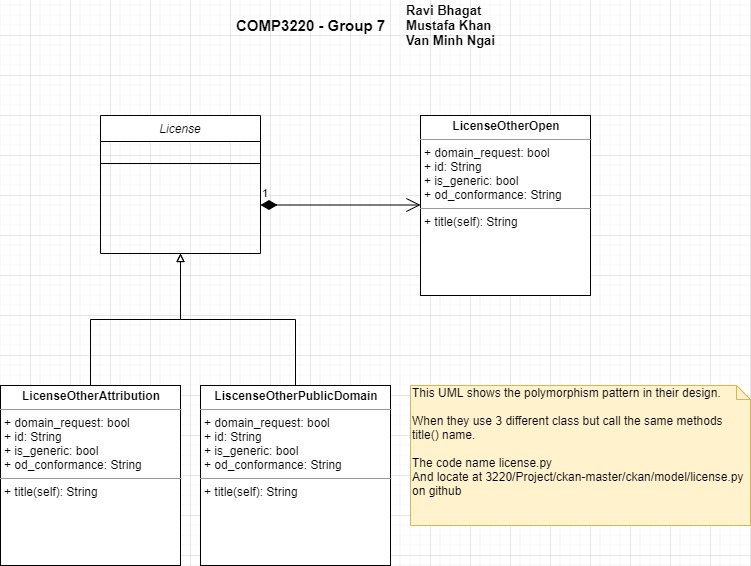 COMP3220 - Group 7
Ravi Bhagat
Mustafa Khan
Van Minh Ngai
License
1
LicenseOtherOpen
+ domain_request: bool
+ id: String
+ is_generic: bool
+ od_conformance: String
+ title(self): String
LicenseOtherAttribution
+ domain_request: bool
+ id: String
+ is_generic: bool
+ od_conformance: String
+ title(self): String
LiscenseOtherPublicDomain
+ domain_request: bool
+ id: String
+ is_generic: bool
+ od_conformance: String
+ title(self): String
This UML shows the polymorphism pattern in their design.
When they use 3 different class but call the same methods
title() name.
The code name license.py
And locate at 3220/Project/ckan-master/ckan/model/license.py
on github